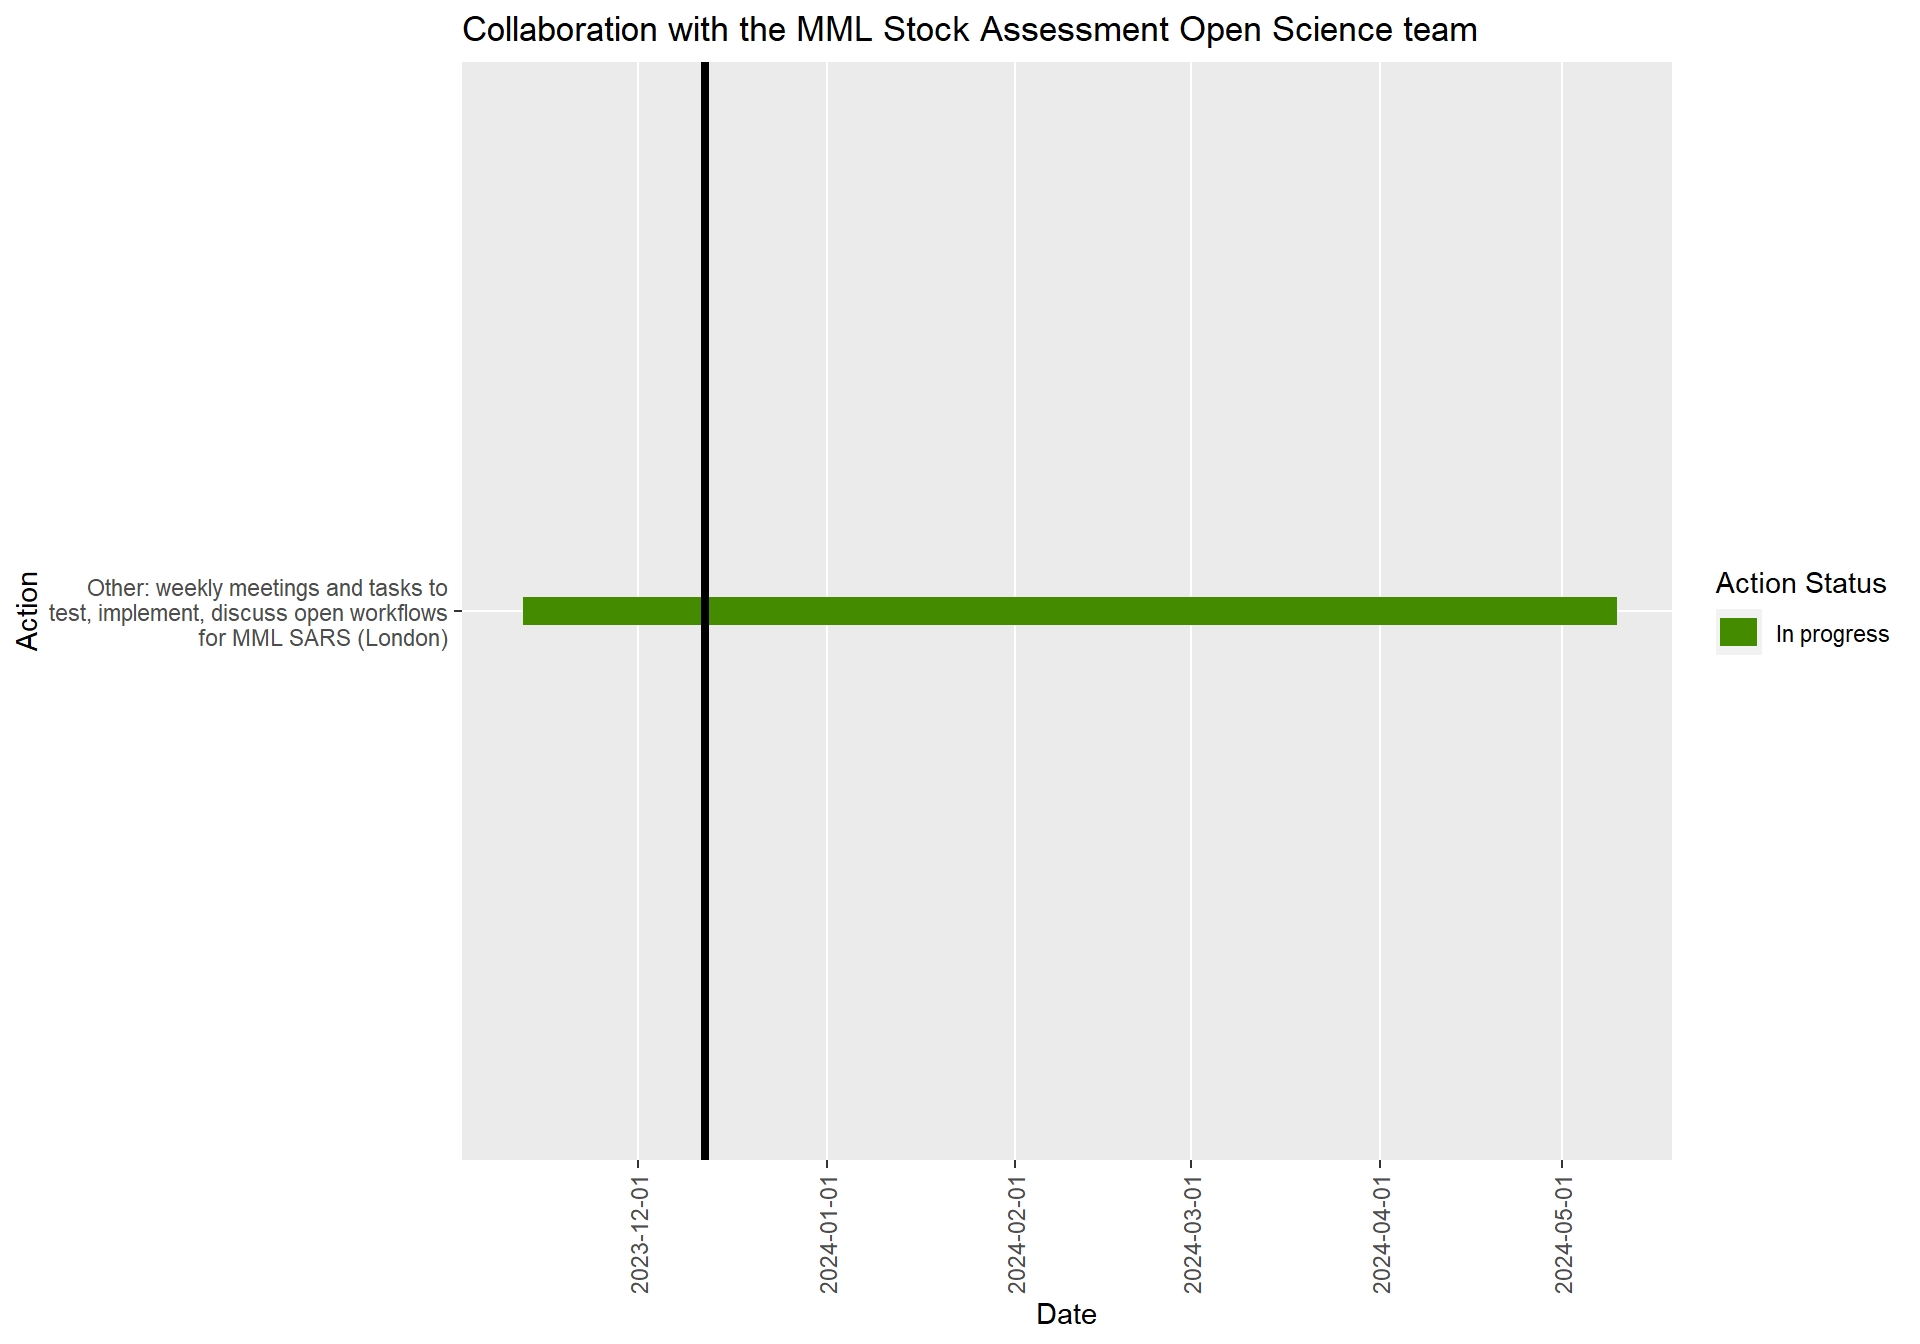 Collaboration with the MML Stock Assessment Open Science team
Action
Other: weekly meetings and tasks to
test, implement, discuss open workflows
for MML SARS (London)
Action Status
In progress
2023-12-01
2024-01-01
2024-02-01
2024-03-01
2024-04-01
2024-05-01
Date